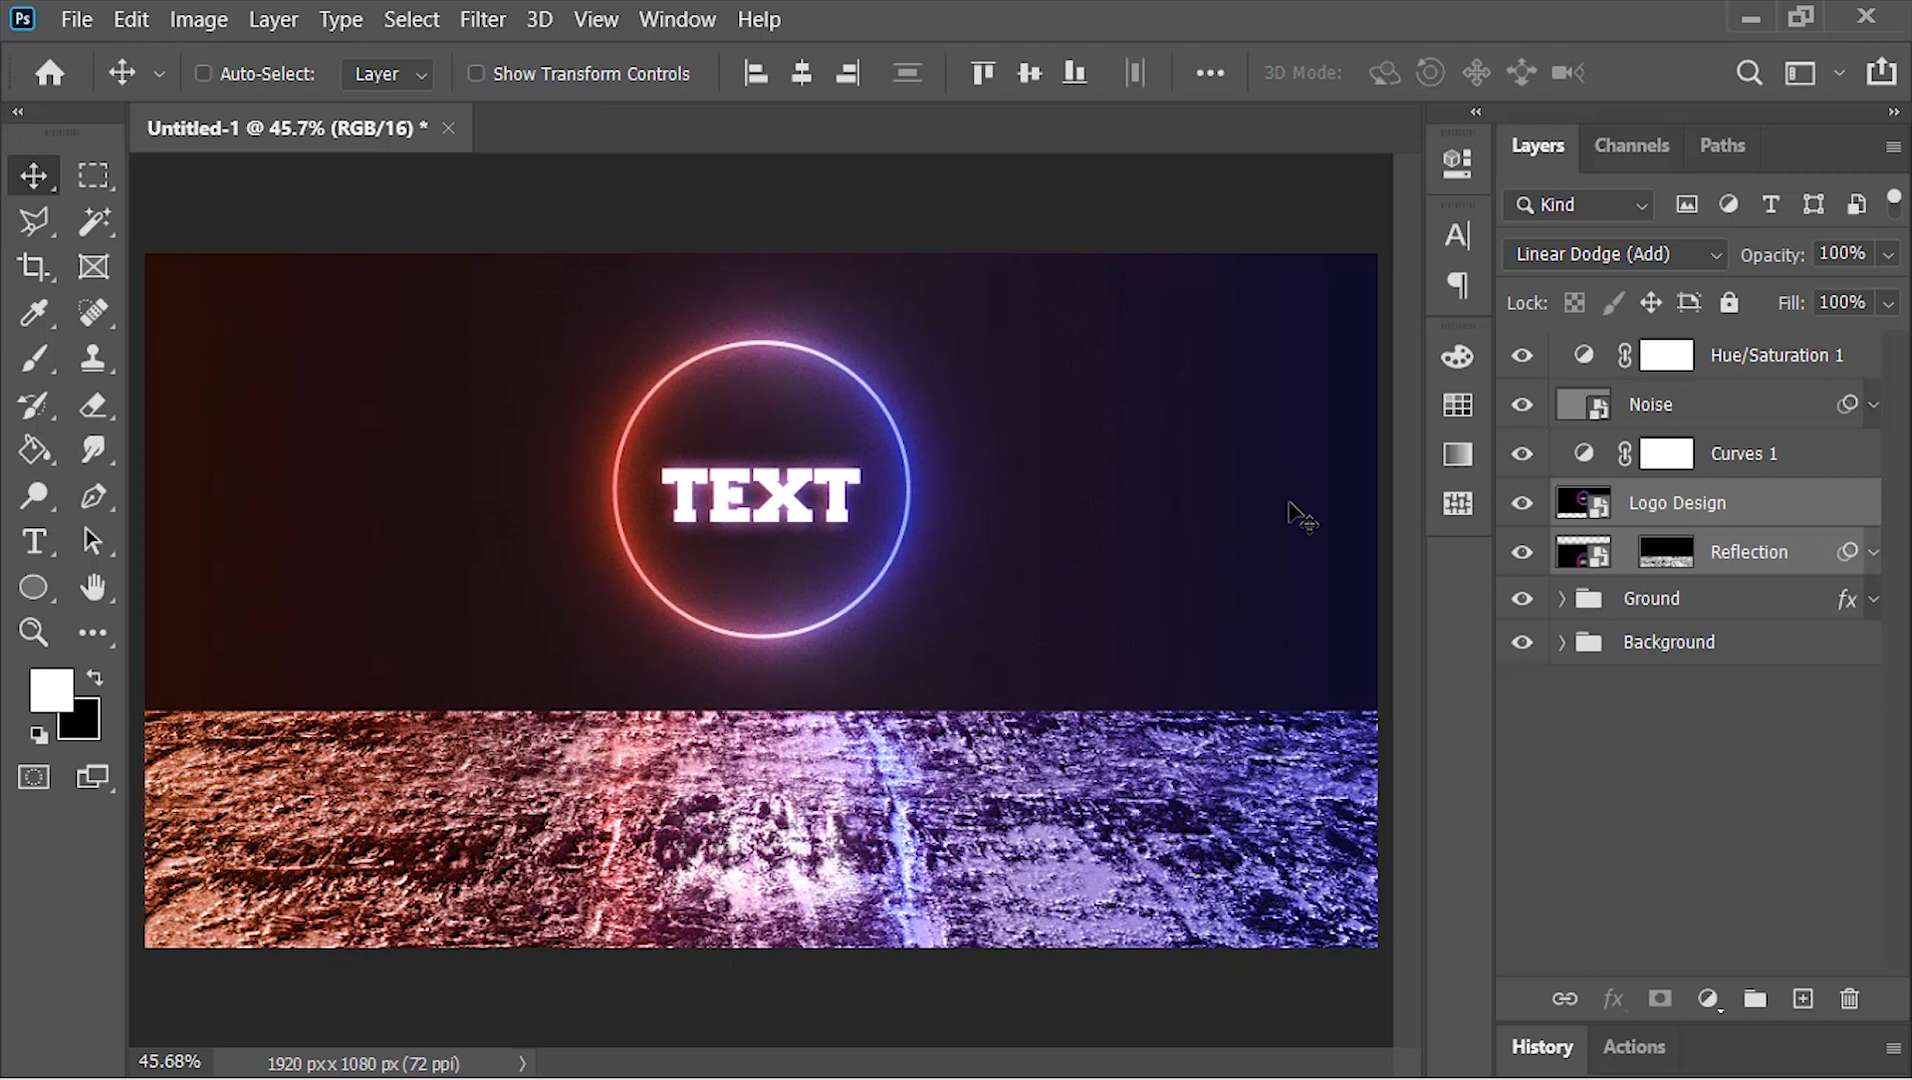 Ps File Edit Image Layer Type Select Filter 3D View Window Help
Auto-Select: Layer Show Transform Controls 3D Mode:
Untitled-1 @ 45.7% (RGB/16) *
Layers Channels Paths
Kind
Linear Dodge (Add) Opacity: 100%
Lock: Fill: 100%
Hue/Saturation 1
Noise
Curves 1
Logo Design
Reflection
Ground fx
Background
TEXT
fx
History Actions
45.68% 1920 px x 1080 px (72 ppi)